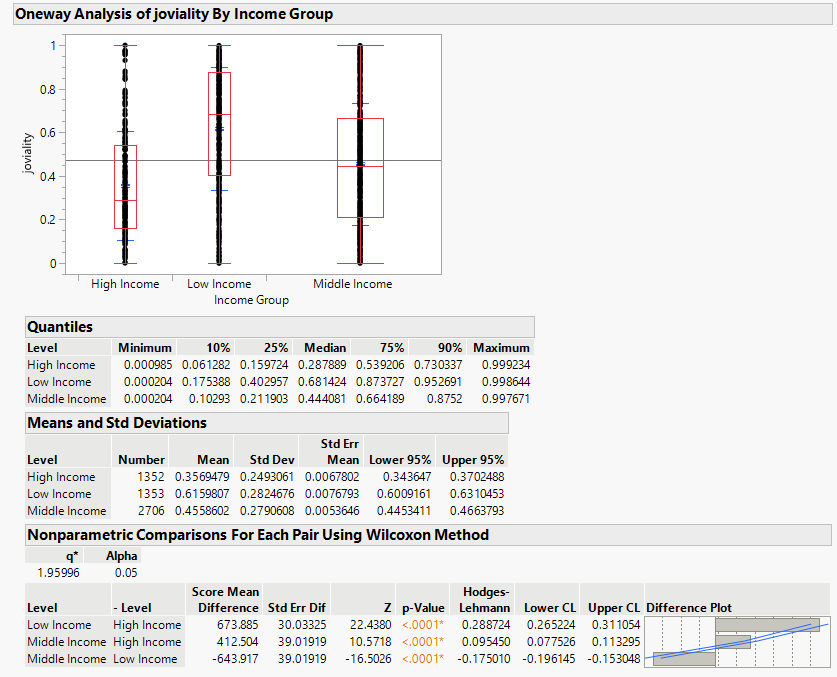 Oneway Analysis of joviality By Income Group
1
0.8
0.6
0.4
0.2
0
joviality
High Income Low Income Middle Income
Income Group
Quantiles
Level Minimum 10% 25% Median 75% 90% Maximum
High Income 0.000985 0.061282 0.159724 0.287889 0.539206 0.730337 0.999234
Low Income 0.000204 0.175388 0.402957 0.681424 0.873727 0.952691 0.998644
Middle Income 0.000204 0.10293 0.211903 0.444081 0.664189 0.8752 0.997671
Means and Std Deviations
Std Err
Level Number Mean Std Dev Mean Lower 95% Upper 95%
High Income 1352 0.3569479 0.2493061 0.0067802 0.343647 0.3702488
Low Income 1353 0.6159807 0.2824676 0.0076793 0.6009161 0.6310453
Middle Income 2706 0.4558602 0.2790608 0.0053646 0.4453411 0.4663793
Nonparametric Comparisons For Each Pair Using Wilcoxon Method
q* Alpha
1.95996 0.05
Score Mean Hodges-
Level - Level Difference Std Err Dif Z p-Value Lehmann Lower CL Upper CL Difference Plot
Low Income High Income 673.885 30.03325 22.4380 <.0001* 0.288724 0.265224 0.311054
Middle Income High Income 412.504 39.01919 10.5718 <.0001* 0.095450 0.077526 0.113295
Middle Income Low Income -643.917 39.01919 -16.5026 <.0001* -0.175010 -0.196145 -0.153048